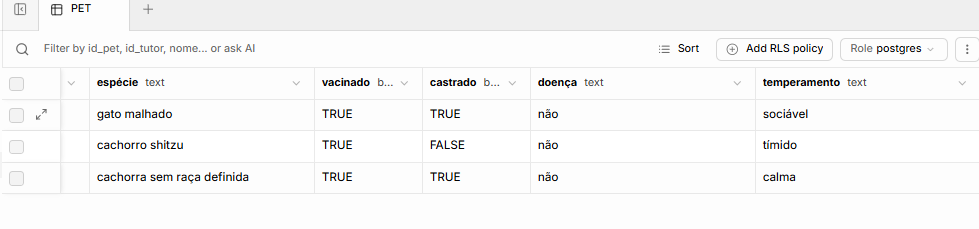 PET
Filter by id_pet, id_tutor, nome... or ask AI Sort Add RLS policy Role postgres
espécie text vacinado b... castrado b... doença text temperamento text
gato malhado TRUE TRUE não sociável
cachorro shitzu TRUE FALSE não tímido
cachorra sem raça definida TRUE TRUE não calma